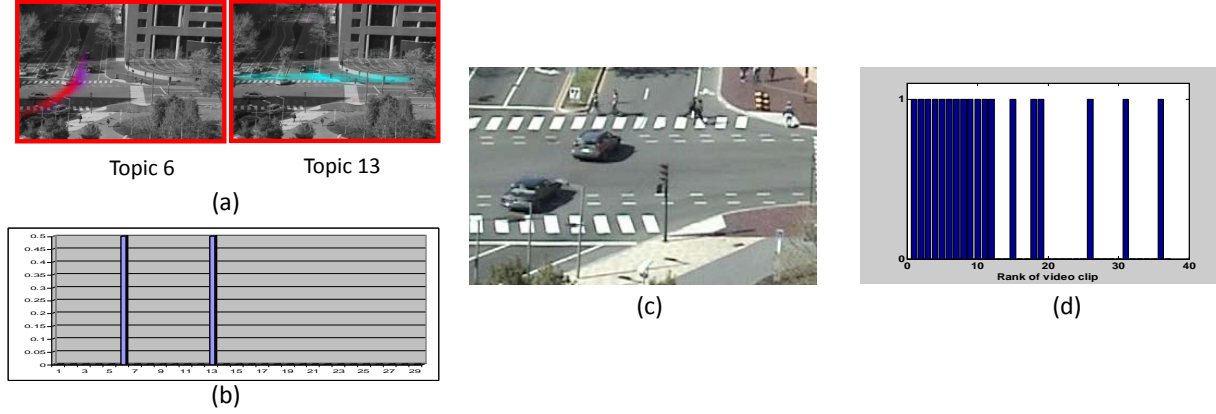 Topic 6
Topic 13
(a)
0.5
0.45
0.4
0.35
0.3
0.25
0.2
0.15
0.1
0.05
0
1 3 5 7 9 11 13 15 17 19 21 23 25 27 29
(b)
(c)
1
0
0 10 20 30 40
Rank of video clip
(d)